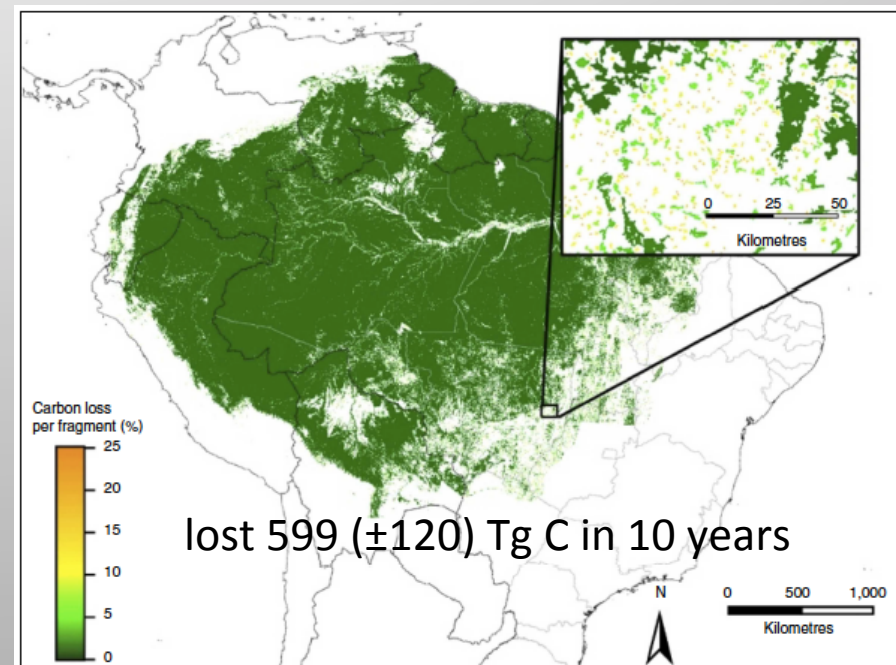 0 25 50
Kilometres
Carbon loss
per fragment (%)
25
20
15
10
5
0
lost 599 (±120) Tg C in 10 years
N
0 500 1,000
Kilometres